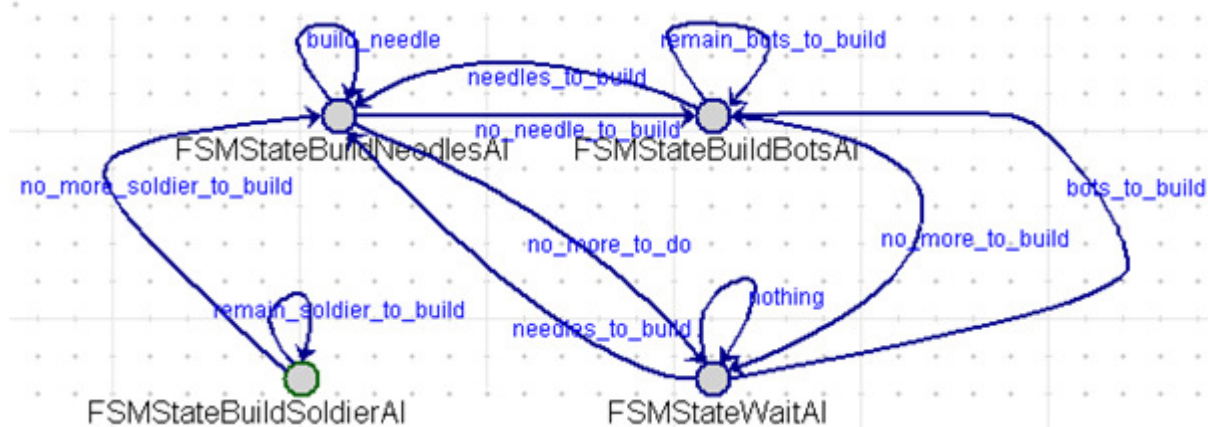 build_needle
remain_bots_to_build
needles_to_build
no_needle_to_build
FSMStateBuildNeedlesAI
FSMStateBuildBotsAI
no_more_soldier_to_build
bots_to_build
no_more_to_do
no_more_to_build
nothing
remain_soldier_to_build
needles_to_build
FSMStateBuildSoldierAI
FSMStateWaitAI